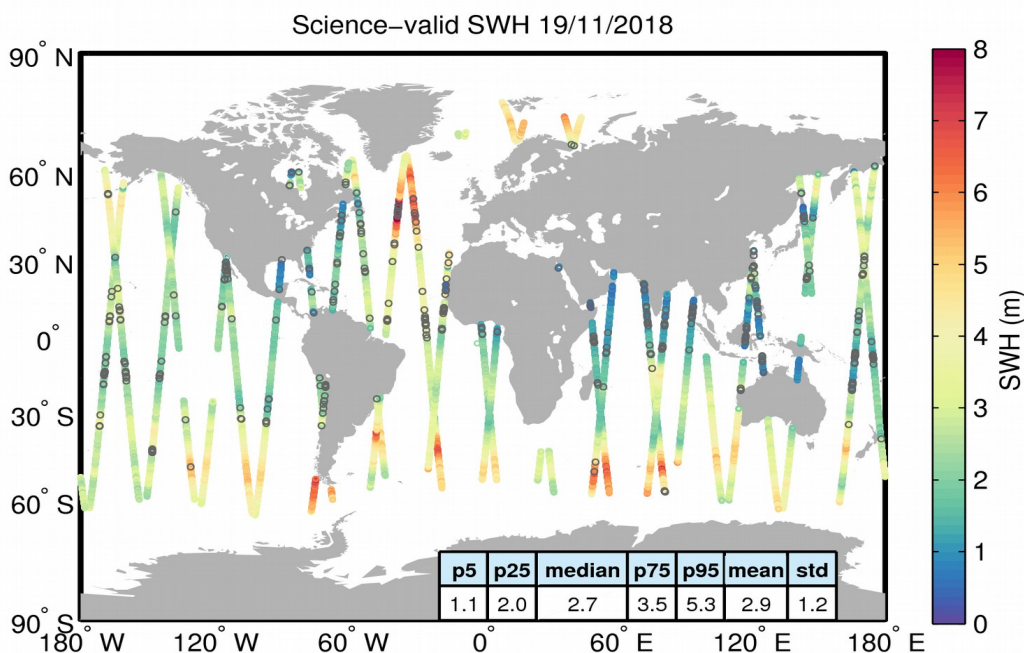 Science−valid SWH 19/11/2018
90° N
60° N
30° N
0°
30° S
60° S
90° S
180° W
120° W
60° W
0°
60° E
120° E
180° E
p5 p25 median p75 p95 mean std
1.1 2.0 2.7 3.5 5.3 2.9 1.2
8
7
6
5
4
3
2
1
0
SWH (m)